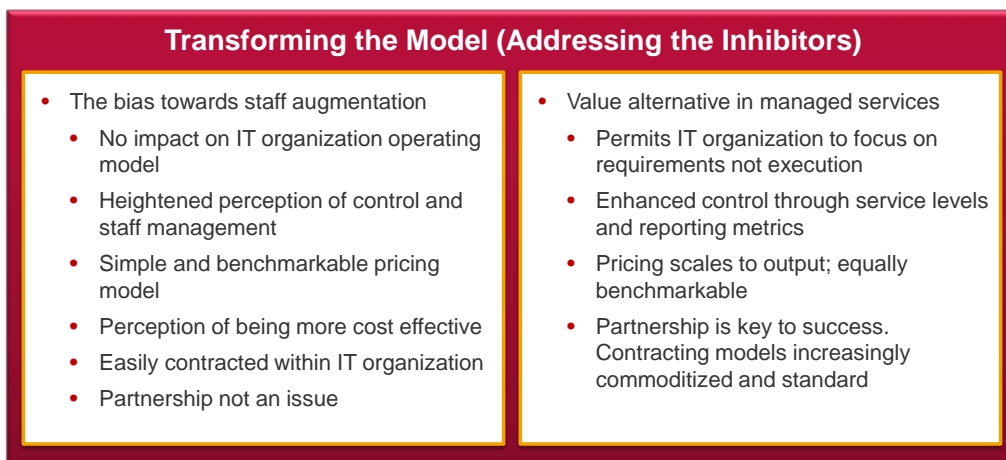 Transforming the Model (Addressing the Inhibitors)
• The bias towards staff augmentation
• No impact on IT organization operating
model
• Heightened perception of control and
staff management
• Simple and benchmarkable pricing
model
• Perception of being more cost effective
• Easily contracted within IT organization
• Partnership not an issue
• Value alternative in managed services
• Permits IT organization to focus on
requirements not execution
• Enhanced control through service levels
and reporting metrics
• Pricing scales to output; equally
benchmarkable
• Partnership is key to success.
Contracting models increasingly
commoditized and standard